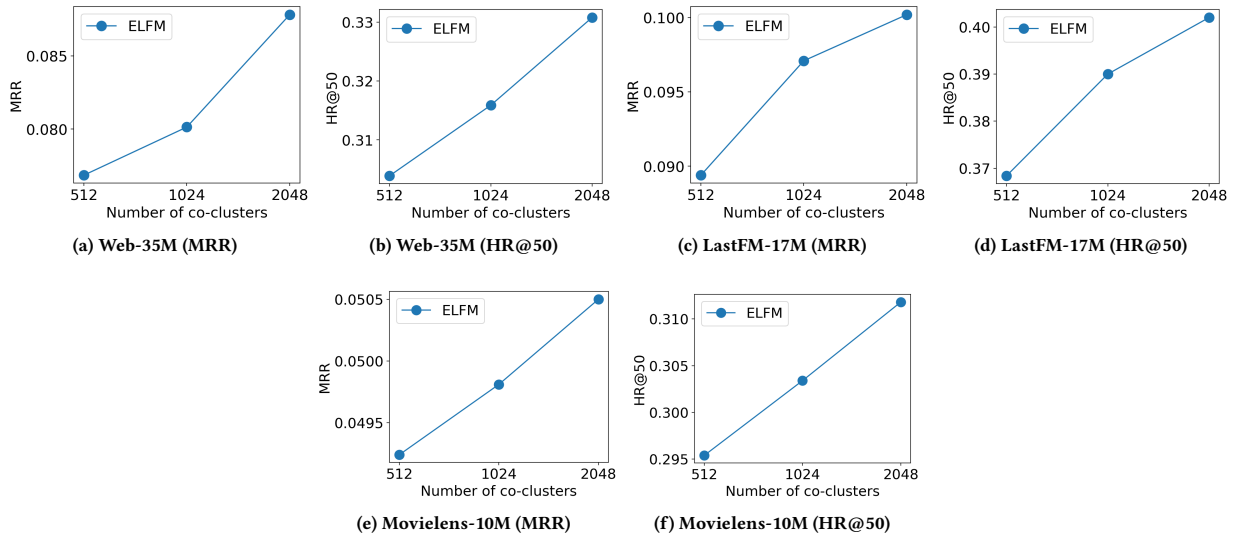 ELFM
0.085
0.080
MRR
512 1024 2048
Number of co-clusters
(a) Web-35M (MRR)
ELFM
0.33
0.32
0.31
HR@50
512 1024 2048
Number of co-clusters
(b) Web-35M (HR@50)
ELFM
0.100
0.095
0.090
MRR
512 1024 2048
Number of co-clusters
(c) LastFM-17M (MRR)
ELFM
0.40
0.39
0.38
0.37
HR@50
512 1024 2048
Number of co-clusters
(d) LastFM-17M (HR@50)
ELFM
0.0505
0.0500
0.0495
MRR
512 1024 2048
Number of co-clusters
(e) Movielens-10M (MRR)
ELFM
0.310
0.305
0.300
0.295
HR@50
512 1024 2048
Number of co-clusters
(f) Movielens-10M (HR@50)